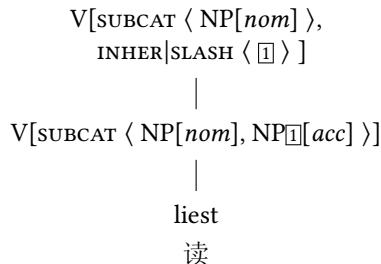 V[SUBCAT ⟨ NP[nom] ⟩,
INHER|SLASH ⟨ 1 ⟩ ]
V[SUBCAT ⟨ NP[nom], NP1[acc] ⟩]
liest
读